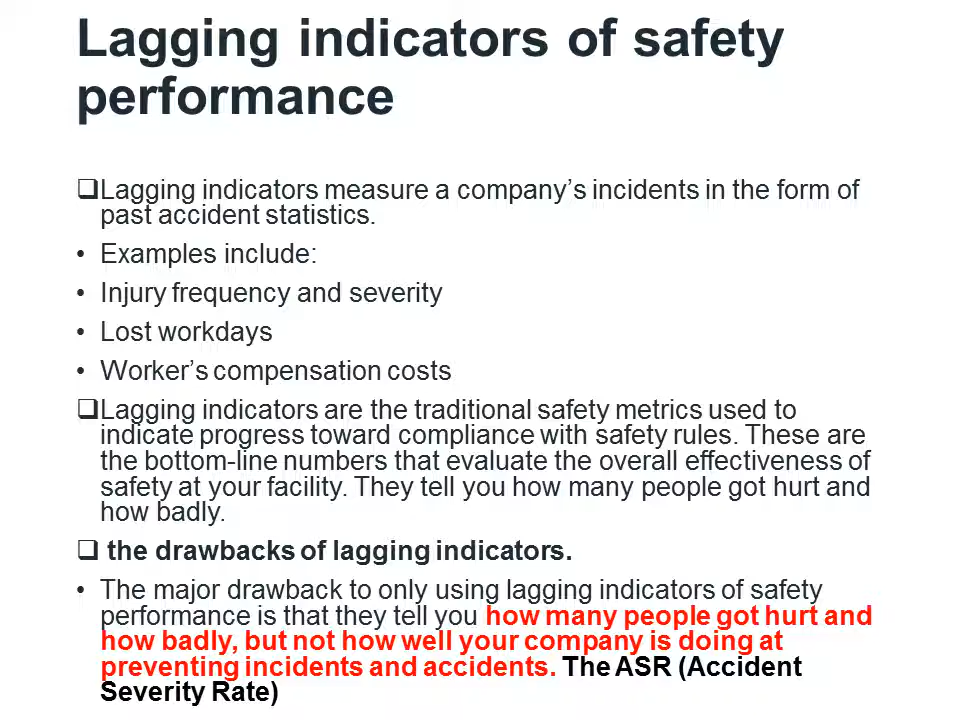 Lagging indicators of safety
performance
❑Lagging indicators measure a company’s incidents in the form of
past accident statistics.
• Examples include:
• Injury frequency and severity
• Lost workdays
• Worker’s compensation costs
❑Lagging indicators are the traditional safety metrics used to
indicate progress toward compliance with safety rules. These are
the bottom-line numbers that evaluate the overall effectiveness of
safety at your facility. They tell you how many people got hurt and
how badly.
❑ the drawbacks of lagging indicators.
• The major drawback to only using lagging indicators of safety
performance is that they tell you how many people got hurt and
how badly, but not how well your company is doing at
preventing incidents and accidents. The ASR (Accident
Severity Rate)